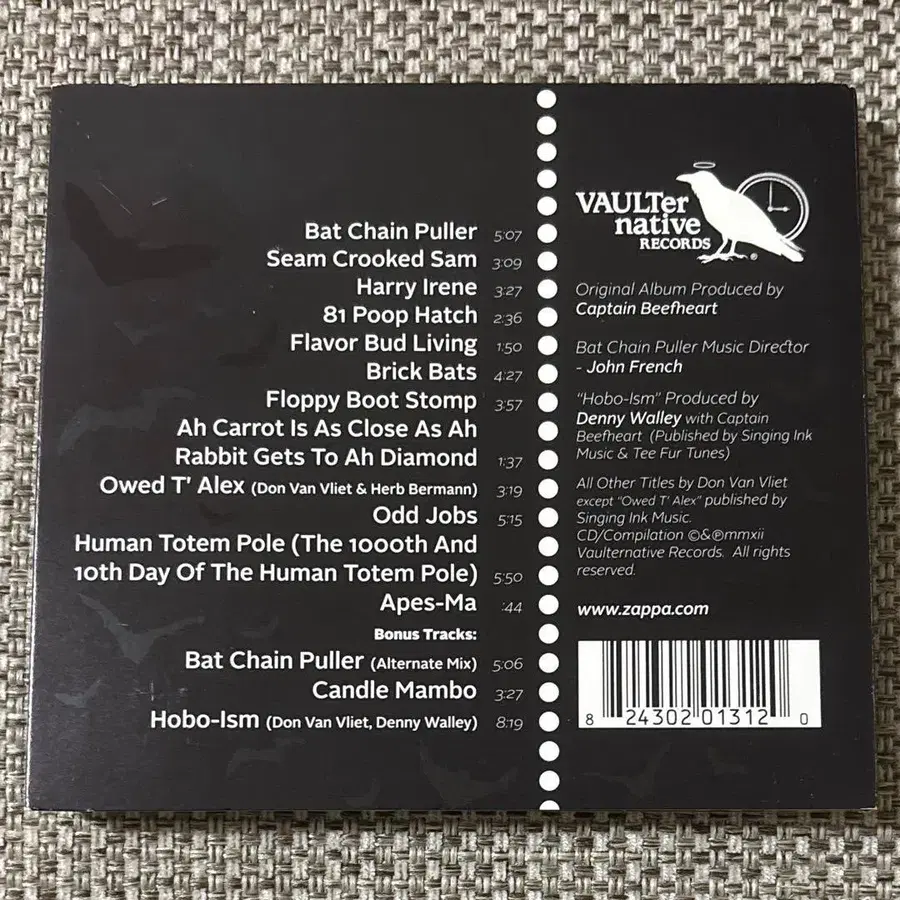 Bat Chain Puller 5:07
Seam Crooked Sam 3:09
Harry Irene 3:27
81 Poop Hatch 2:36
Flavor Bud Living 1:50
Brick Bats 4:27
Floppy Boot Stomp 3:57
Ah Carrot Is As Close As Ah
Rabbit Gets To Ah Diamond 1:37
Owed T' Alex (Don Van Vliet & Herb Bermann) 3:19
Odd Jobs 5:15
Human Totem Pole (The 1000th And
10th Day Of The Human Totem Pole) 5:50
Apes-Ma :44
Bonus Tracks:
Bat Chain Puller (Alternate Mix) 5:06
Candle Mambo 3:27
Hobo-Ism (Don Van Vliet, Denny Walley) 8:19
VAULTer
native
RECORDS®
Original Album Produced by
Captain Beefheart
Bat Chain Puller Music Director
- John French
"Hobo-Ism" Produced by
Denny Walley with Captain
Beefheart (Published by Singing Ink
Music & Tee Fur Tunes)
All Other Titles by Don Van Vliet
except "Owed T' Alex" published by
Singing Ink Music.
CD/Compilation ©&℗mmxii
Vaulternative Records. All rights
reserved.
www.zappa.com
8 24302 01312 0